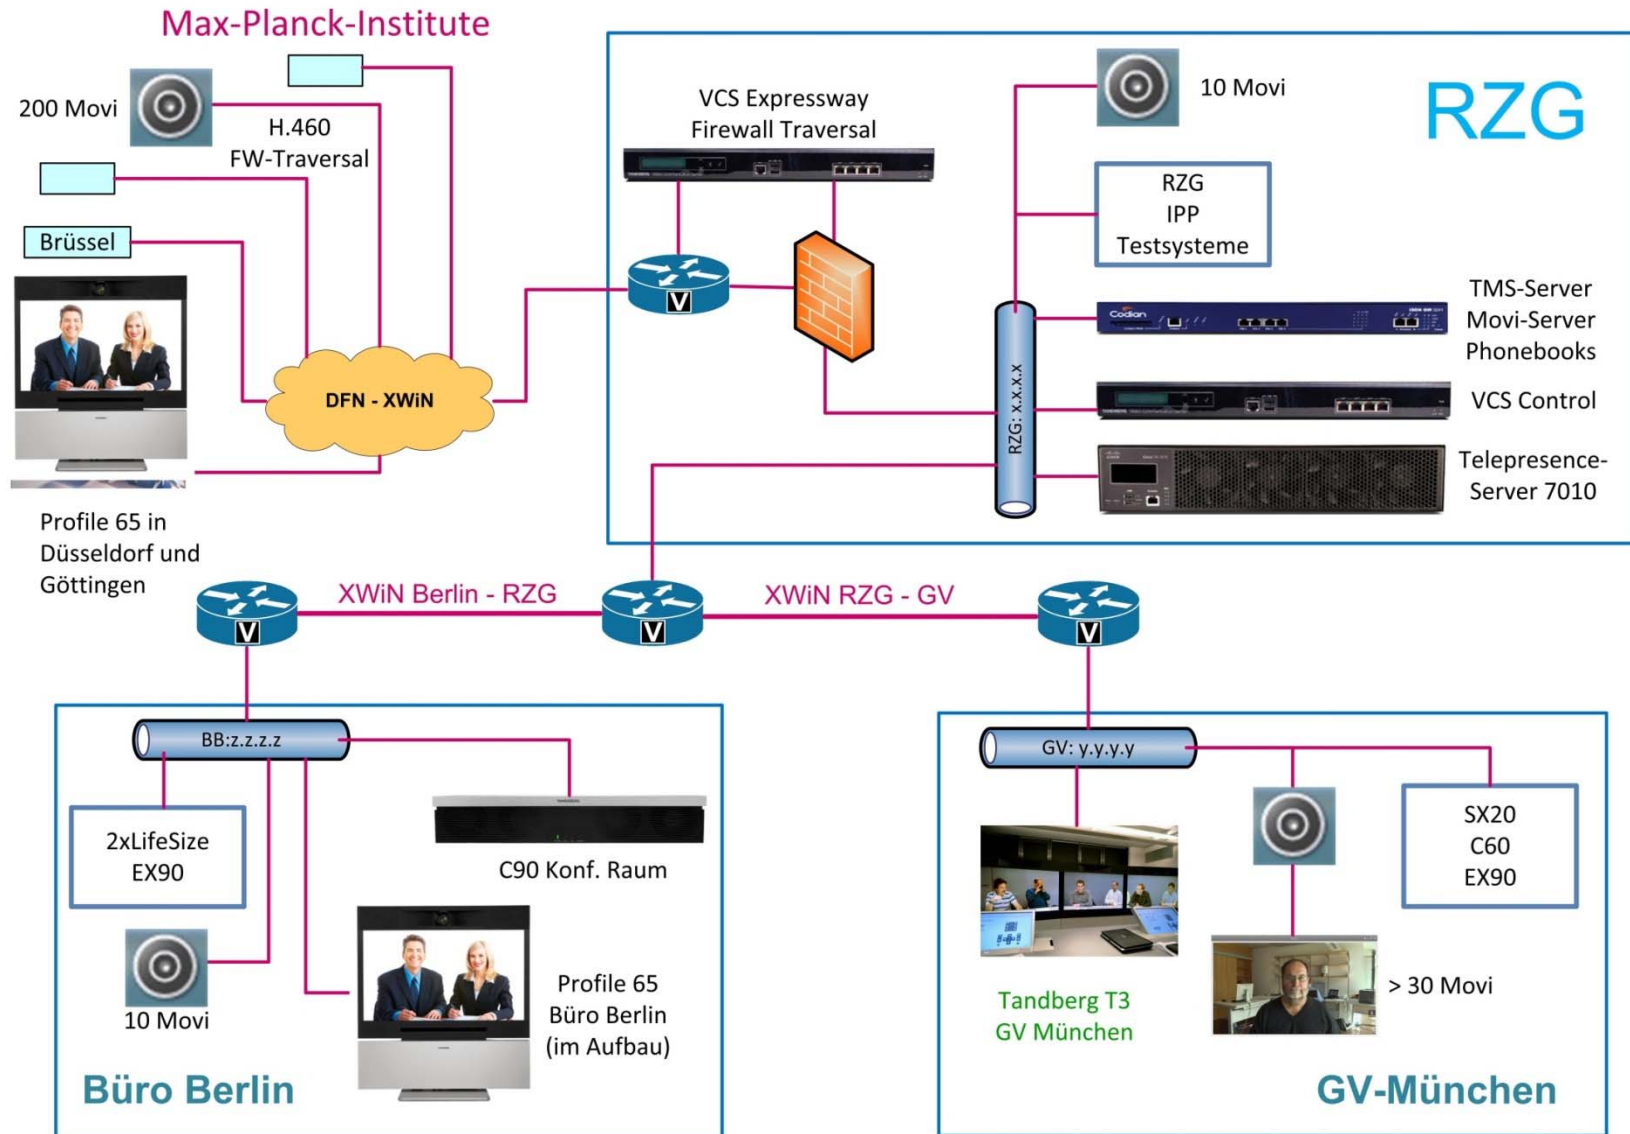 Max-Planck-Institute
200 Movi
H.460
FW-Traversal
Brüssel
DFN - XWiN
Profile 65 in
Düsseldorf und
Göttingen
VCS Expressway
Firewall Traversal
10 Movi
RZG
RZG
IPP
Testsysteme
V
RZG: x.x.x.x
Codian
TMS-Server
Movi-Server
Phonebooks
VCS Control
Telepresence-
Server 7010
XWiN Berlin - RZG
XWiN RZG - GV
V
V
V
BB:z.z.z.z
2xLifeSize
EX90
C90 Konf. Raum
10 Movi
Profile 65
Büro Berlin
(im Aufbau)
Büro Berlin
GV: y.y.y.y
SX20
C60
EX90
Tandberg T3
GV München
> 30 Movi
GV-München